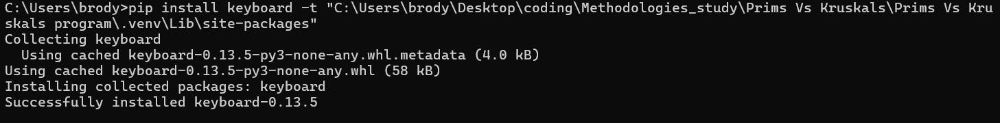 C:\Users\brody>pip install keyboard -t "C:\Users\brody\Desktop\coding\Methodologies_study\Prims Vs Kruskals\Prims Vs Kru
skals program\.venv\Lib\site-packages"
Collecting keyboard
  Using cached keyboard-0.13.5-py3-none-any.whl.metadata (4.0 kB)
Using cached keyboard-0.13.5-py3-none-any.whl (58 kB)
Installing collected packages: keyboard
Successfully installed keyboard-0.13.5